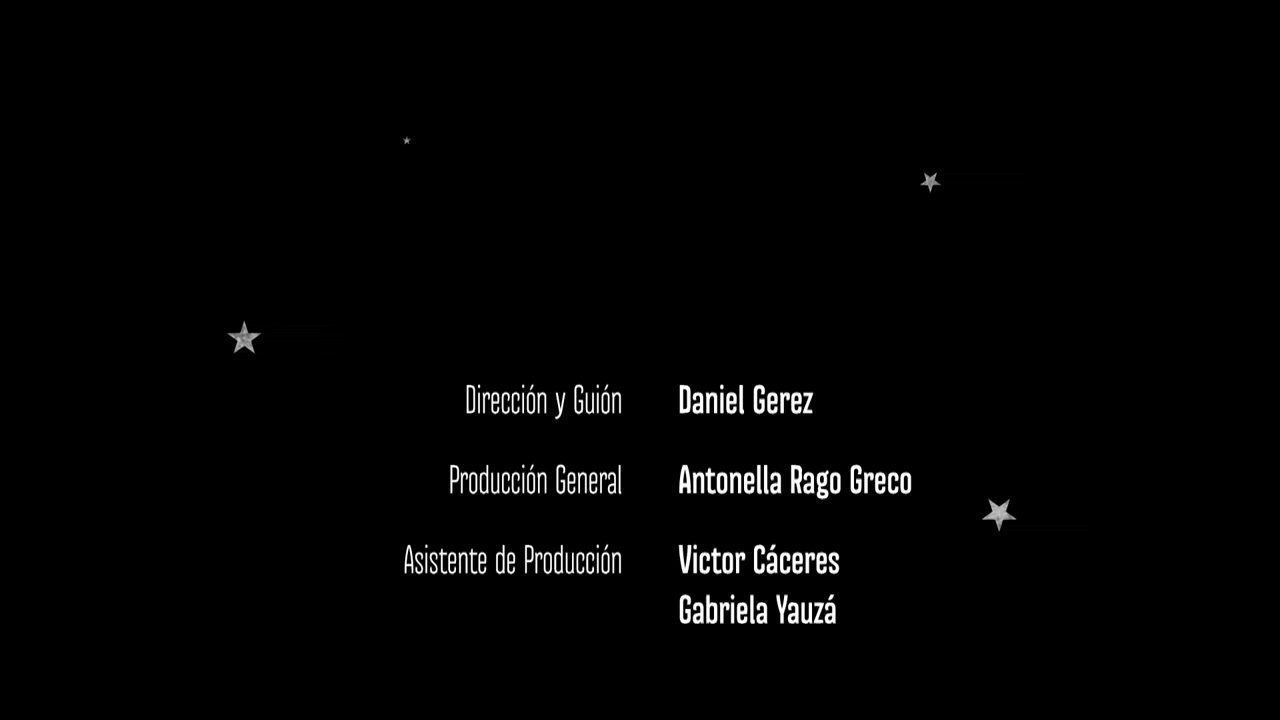 Dirección y Guión Daniel Gerez
Producción General Antonella Rago Greco
Asistente de Producción Victor Cáceres
Gabriela Yauzá